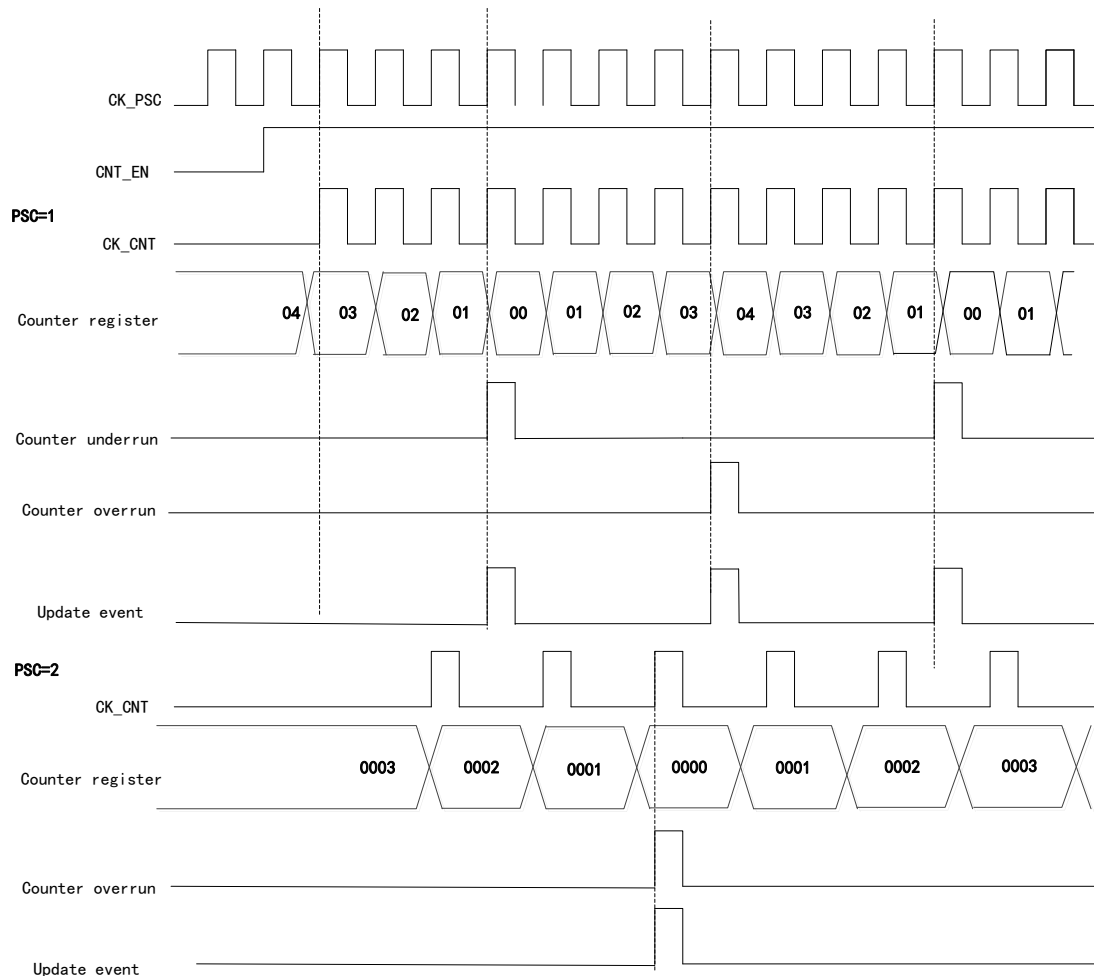 CK_PSC
CNT_EN
PSC=1
CK_CNT
Counter register 04 03 02 01 00 01 02 03 04 03 02 01 00 01
Counter underrun
Counter overrun
Update event
PSC=2
CK_CNT
Counter register 0003 0002 0001 0000 0001 0002 0003
Counter overrun
Update event